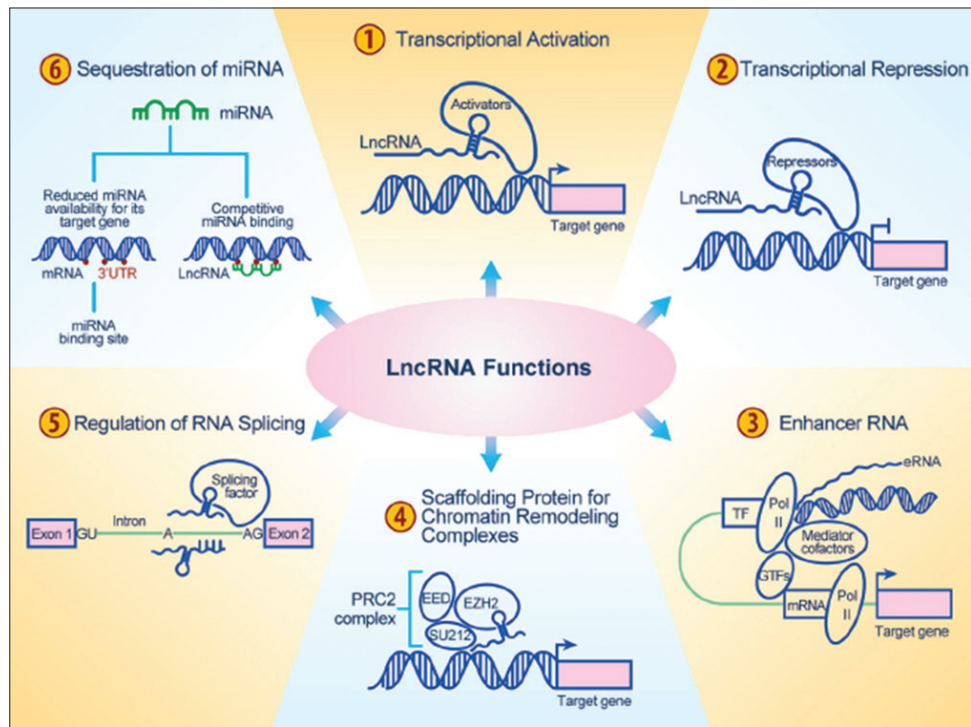 1 Transcriptional Activation
Activators
LncRNA
Target gene
2 Transcriptional Repression
Repressors
LncRNA
Target gene
3 Enhancer RNA
eRNA
TF
Pol
II
Mediator
cofactors
GTFs
mRNA
Pol
II
Target gene
4 Scaffolding Protein for
Chromatin Remodeling
Complexes
PRC2
complex
EED
EZH2
SU212
Target gene
5 Regulation of RNA Splicing
Splicing
factor
Intron
Exon 1 GU A AG Exon 2
6 Sequestration of miRNA
miRNA
Reduced miRNA
availability for its
target gene
mRNA 3'UTR
miRNA
binding site
Competitive
miRNA binding
LncRNA
LncRNA Functions